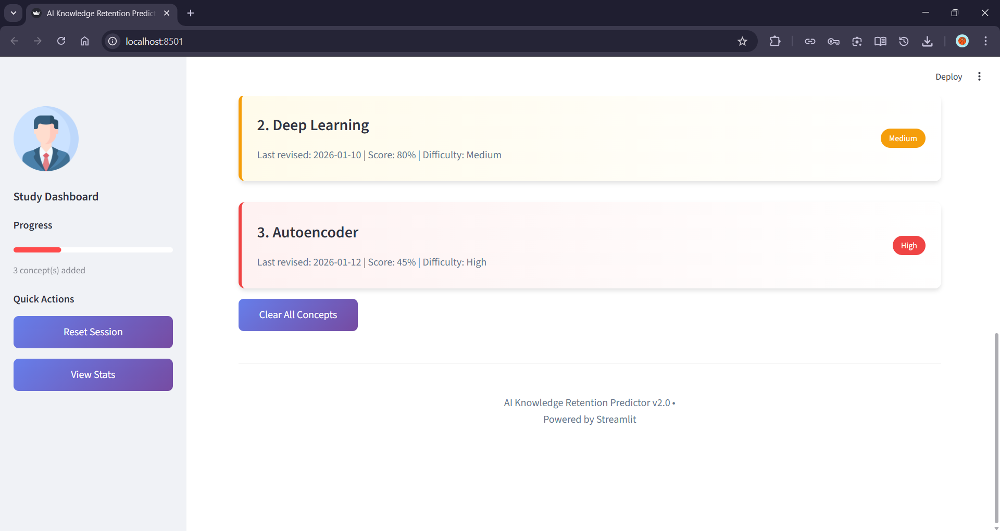 AI Knowledge Retention Predict
localhost:8501
Deploy
Study Dashboard
Progress
3 concept(s) added
Quick Actions
Reset Session
View Stats
2. Deep Learning
Last revised: 2026-01-10 | Score: 80% | Difficulty: Medium
Medium
3. Autoencoder
Last revised: 2026-01-12 | Score: 45% | Difficulty: High
High
Clear All Concepts
AI Knowledge Retention Predictor v2.0 •
Powered by Streamlit